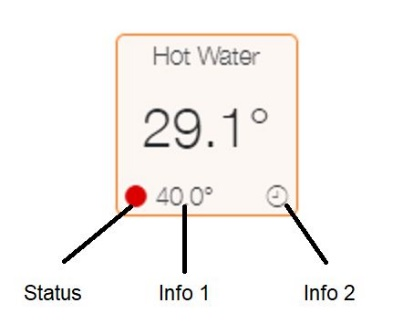 Hot Water
29.1°
40.0°
Status
Info 1
Info 2